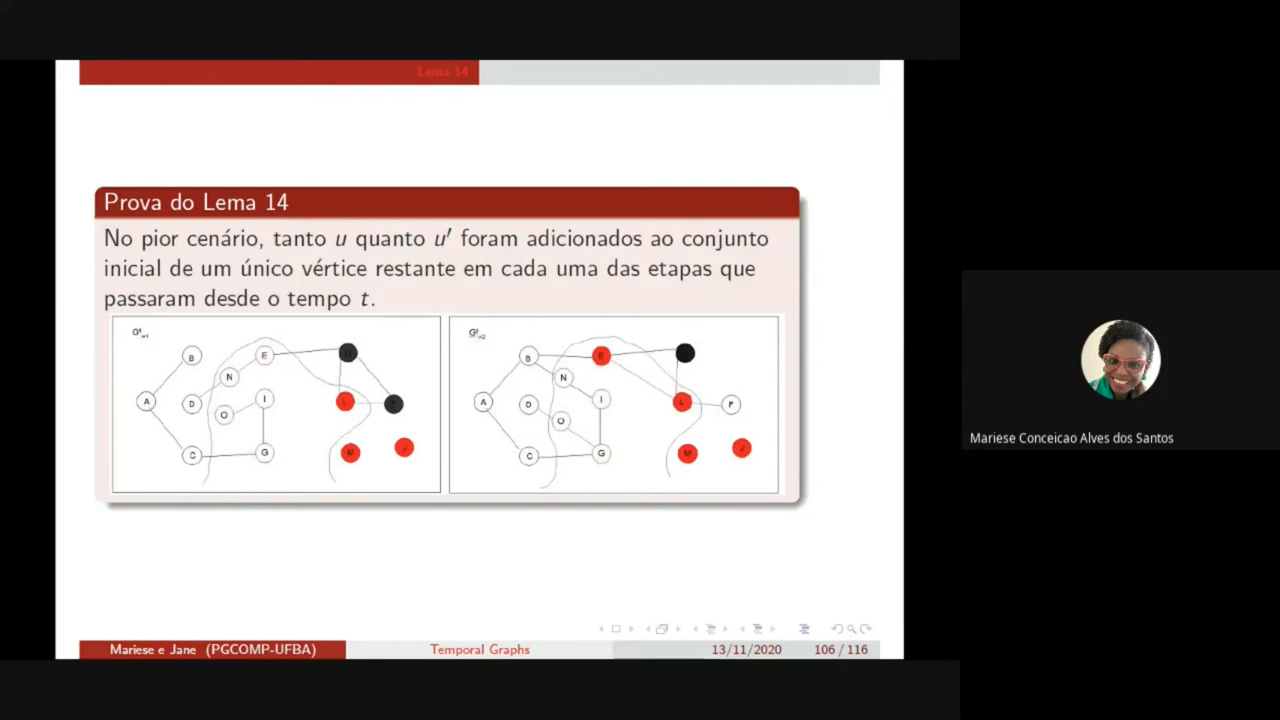 Lema 14
Prova do Lema 14
No pior cenário, tanto u quanto u′ foram adicionados ao conjunto
inicial de um único vértice restante em cada uma das etapas que
passaram desde o tempo t.
B
E
N
A
D
O
I
L
C
G
B
E
N
A
D
O
I
L
F
C
G
M
Mariese Conceicao Alves dos Santos
Mariese e Jane (PGCOMP-UFBA)
Temporal Graphs
13/11/2020
106 / 116